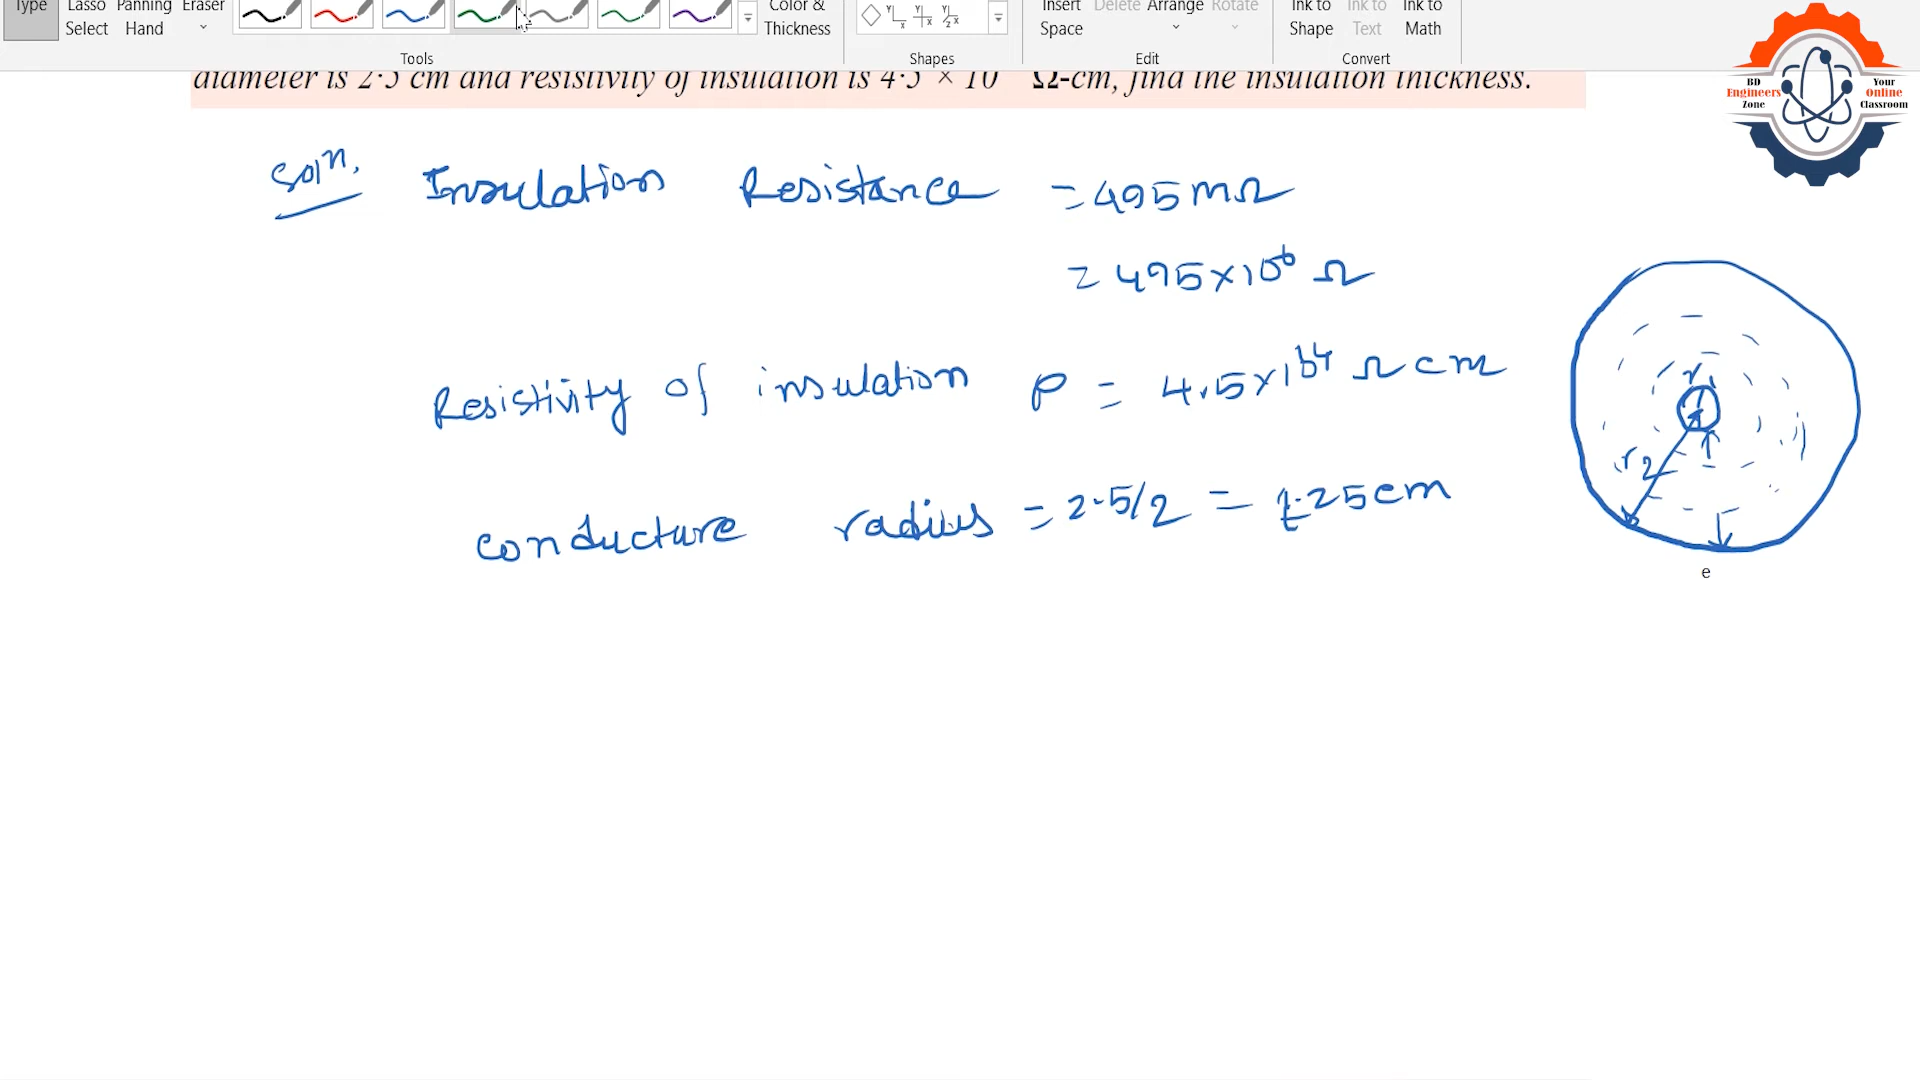 Type Lasso Select Panning Hand Eraser Color & Thickness Insert Space Delete Arrange Rotate Ink to Shape Ink to Text Ink to Math
Tools Shapes Edit Convert
diameter is 2·5 cm and resistivity of insulation is 4·5 × 10 Ω-cm, find the insulation thickness.
BD Engineers Zone
Your Online Classroom
Soln.
Insulation Resistance = 495 MΩ
= 495×10⁶ Ω
Resistivity of insulation ρ = 4.5×10¹⁴ Ω cm
conducture radius = 2.5/2 = 1.25cm
r₁
r₂
e